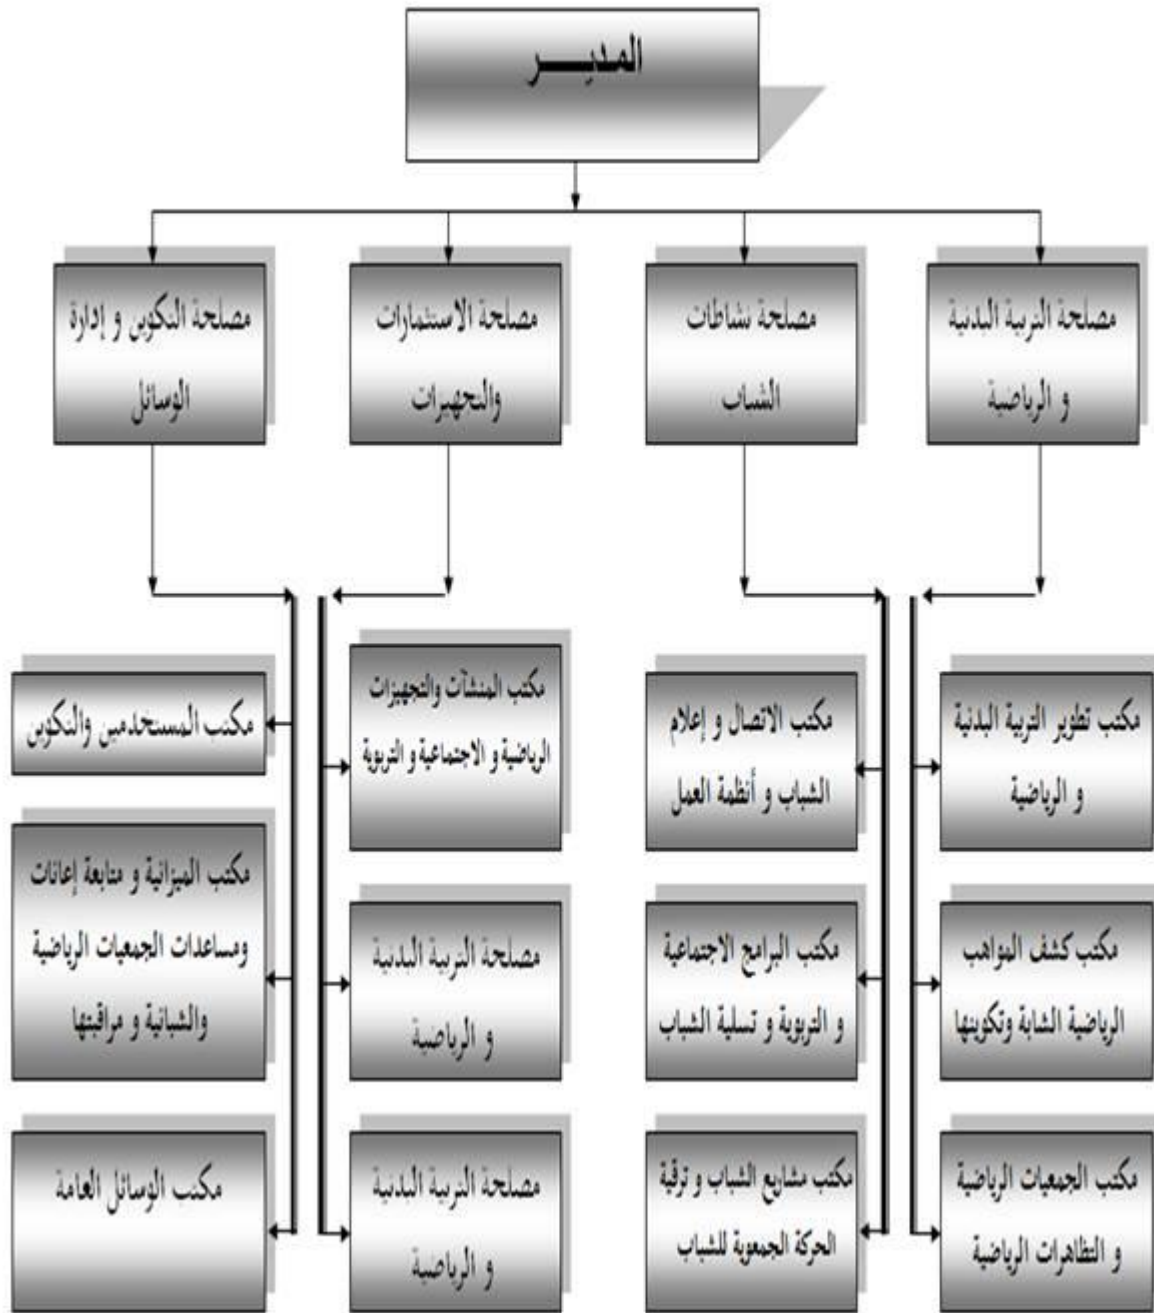 المديـــر
مصلحة التربية البدنية
و الرياضية
مصلحة نشاطات
الشباب
مصلحة الاستثمارات
والتجهيزات
مصلحة التكوين و إدارة
الوسائل
مكتب تطوير التربية البدنية
و الرياضية
مكتب كشف المواهب
الرياضية الشابة وتكوينها
مكتب الجمعيات الرياضية
و التظاهرات الرياضية
مكتب الاتصال و إعلام
الشباب و أنظمة العمل
مكتب البرامج الاجتماعية
و التربوية و تسلية الشباب
مكتب مشاريع الشباب و ترقية
الحركة الجمعوية للشباب
مكتب المنشآت والتجهيزات
الرياضية و الاجتماعية و التربوية
مصلحة التربية البدنية
و الرياضية
مصلحة التربية البدنية
و الرياضية
مكتب المستخدمين والتكوين
مكتب الميزانية و متابعة إعانات
ومساعدات الجمعيات الرياضية
والشبانية و مراقبتها
مكتب الوسائل العامة